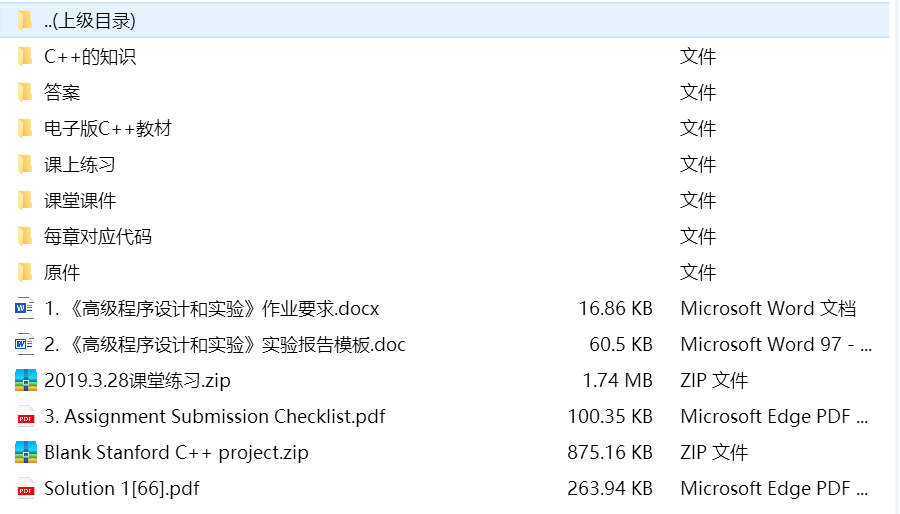 ..(上级目录)
C++的知识 文件
答案 文件
电子版C++教材 文件
课上练习 文件
课堂课件 文件
每章对应代码 文件
原件 文件
1. 《高级程序设计和实验》作业要求.docx 16.86 KB Microsoft Word 文档
2. 《高级程序设计和实验》实验报告模板.doc 60.5 KB Microsoft Word 97 - ...
2019.3.28课堂练习.zip 1.74 MB ZIP 文件
3. Assignment Submission Checklist.pdf 100.35 KB Microsoft Edge PDF ...
Blank Stanford C++ project.zip 875.16 KB ZIP 文件
Solution 1[66].pdf 263.94 KB Microsoft Edge PDF ...